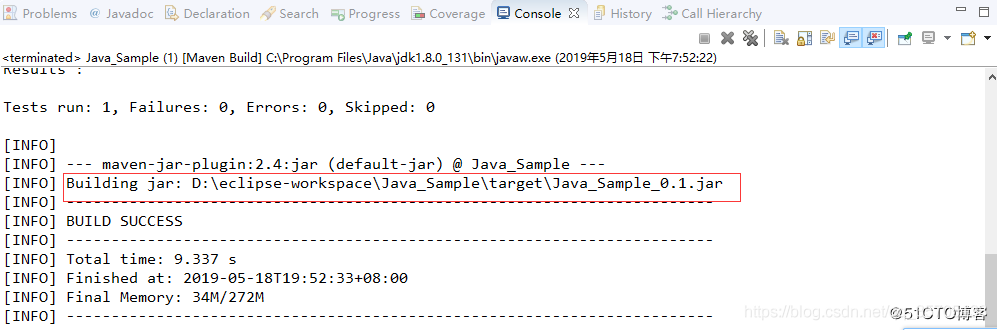 Problems Javadoc Declaration Search Progress Coverage Console History Call Hierarchy
<terminated> Java_Sample (1) [Maven Build] C:\Program Files\Java\jdk1.8.0_131\bin\javaw.exe (2019年5月18日 下午7:52:22)
Results :
Tests run: 1, Failures: 0, Errors: 0, Skipped: 0
[INFO]
[INFO] --- maven-jar-plugin:2.4:jar (default-jar) @ Java_Sample ---
[INFO] Building jar: D:\eclipse-workspace\Java_Sample\target\Java_Sample_0.1.jar
[INFO] ------------------------------------------------------------------------
[INFO] BUILD SUCCESS
[INFO] ------------------------------------------------------------------------
[INFO] Total time: 9.337 s
[INFO] Finished at: 2019-05-18T19:52:33+08:00
[INFO] Final Memory: 34M/272M
[INFO] ------------------------------------------------------------------------
@51CTO博客